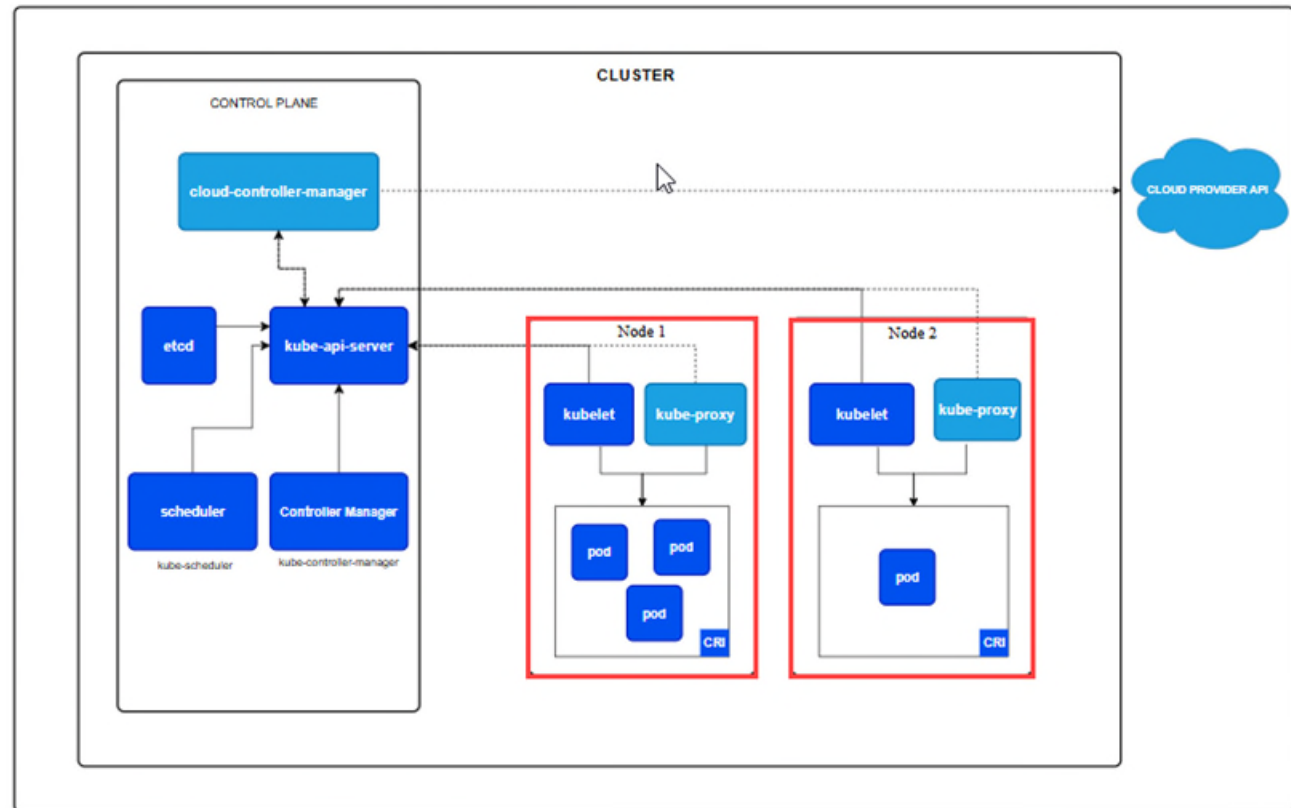 CLUSTER
CONTROL PLANE
cloud-controller-manager
CLOUD PROVIDER API
etcd
kube-api-server
scheduler
kube-scheduler
Controller Manager
kube-controller-manager
Node 1
kubelet
kube-proxy
pod
pod
pod
CRI
Node 2
kubelet
kube-proxy
pod
CRI